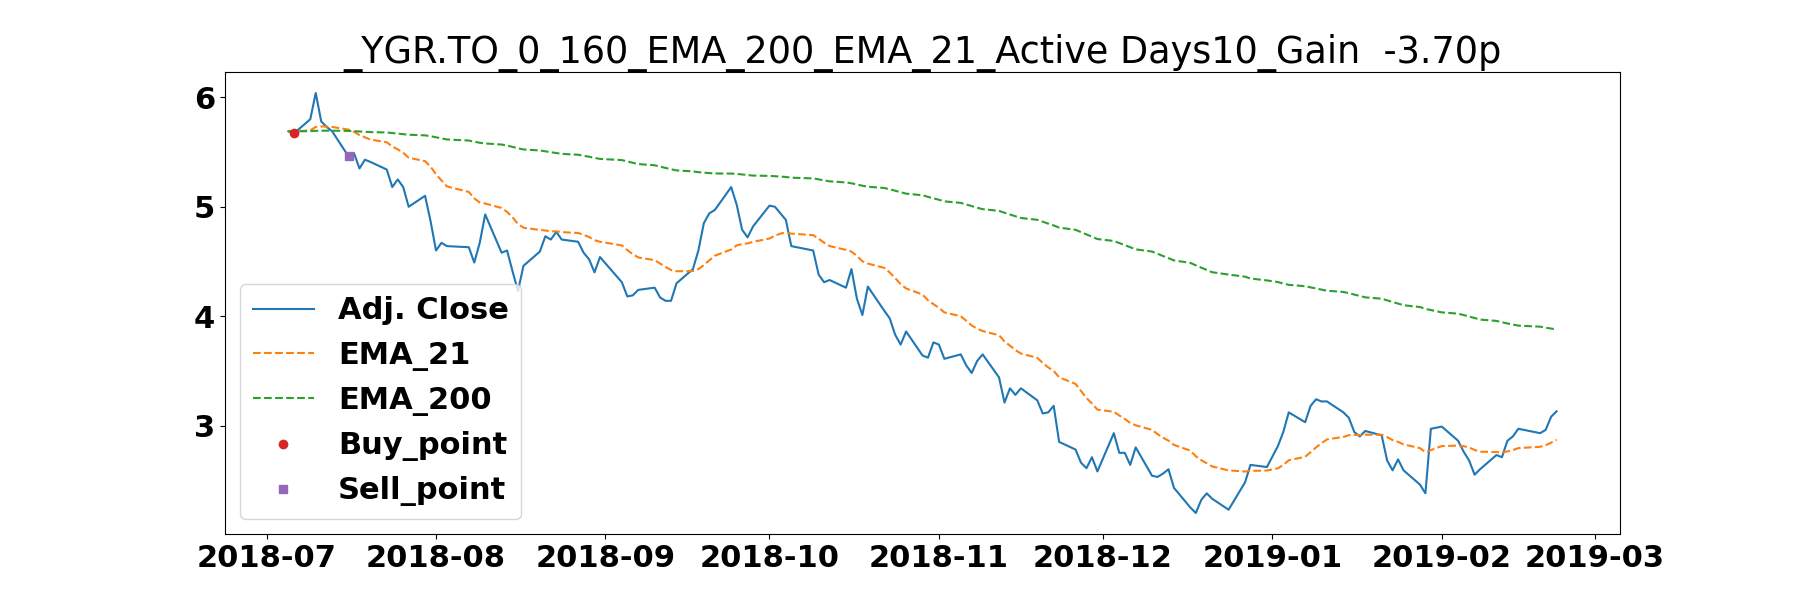 _YGR.TO_0_160_EMA_200_EMA_21_Active Days10_Gain  -3.70p
6
5
4
3
Adj. Close
EMA_21
EMA_200
Buy_point
Sell_point
2018-07 2018-08 2018-09 2018-10 2018-11 2018-12 2019-01 2019-02 2019-03